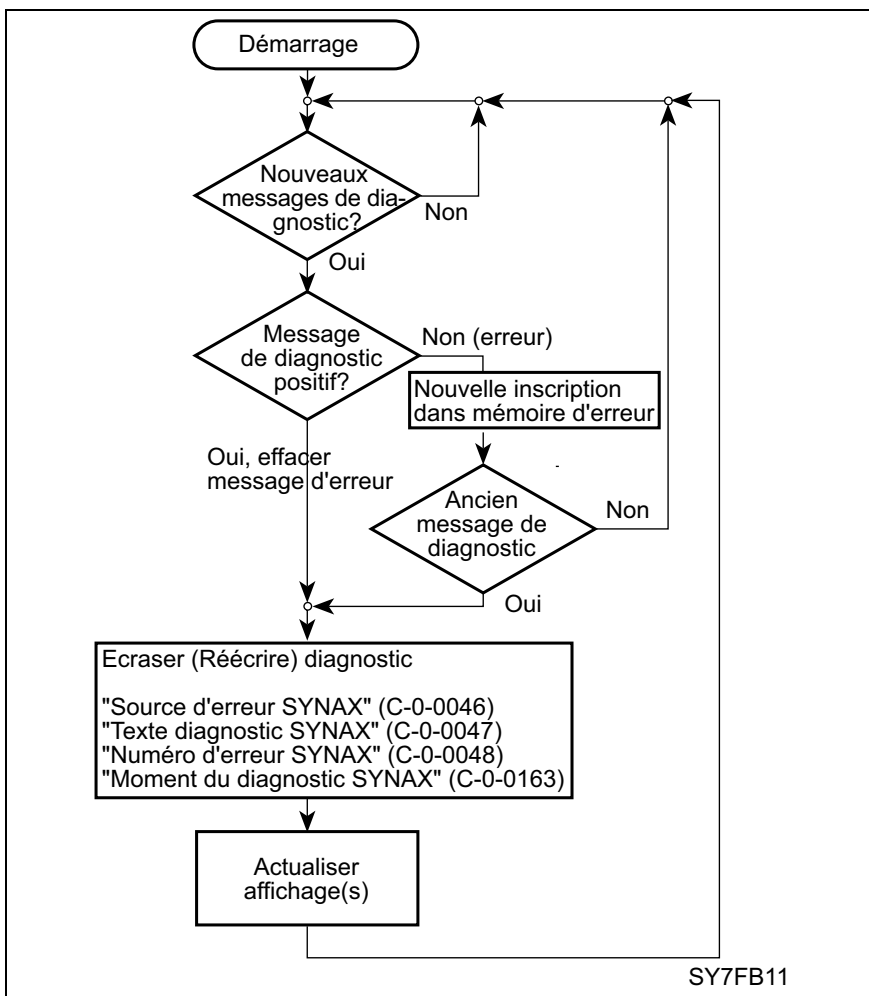 Démarrage
Nouveaux
messages de dia-
gnostic?
Non
Oui
Message
de diagnostic
positif?
Non (erreur)
Nouvelle inscription
dans mémoire d'erreur
Oui, effacer
message d'erreur
Ancien
message de
diagnostic
Non
Oui
Ecraser (Réécrire) diagnostic
"Source d'erreur SYNAX" (C-0-0046)
"Texte diagnostic SYNAX" (C-0-0047)
"Numéro d'erreur SYNAX" (C-0-0048)
"Moment du diagnostic SYNAX" (C-0-0163)
Actualiser
affichage(s)
SY7FB11